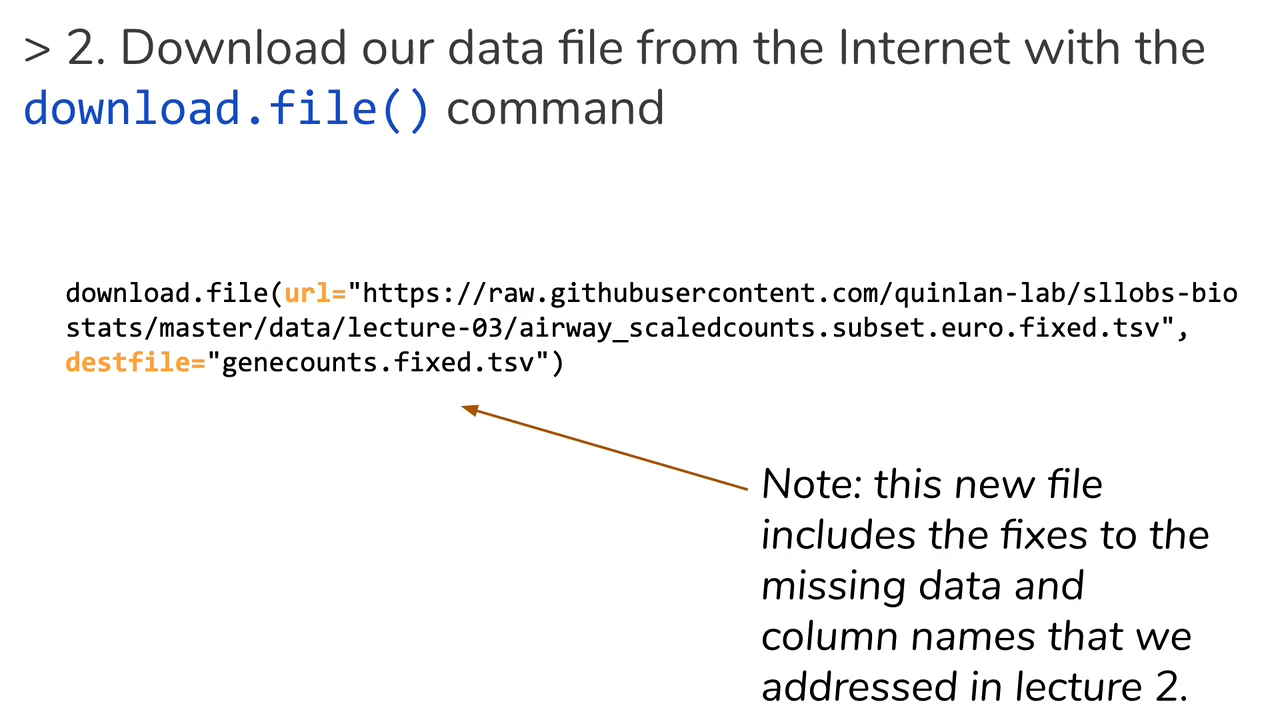 > 2. Download our data file from the Internet with the
download.file() command
download.file(url="https://raw.githubusercontent.com/quinlan-lab/sllobs-bio
stats/master/data/lecture-03/airway_scaledcounts.subset.euro.fixed.tsv",
destfile="genecounts.fixed.tsv")
Note: this new file
includes the fixes to the
missing data and
column names that we
addressed in lecture 2.